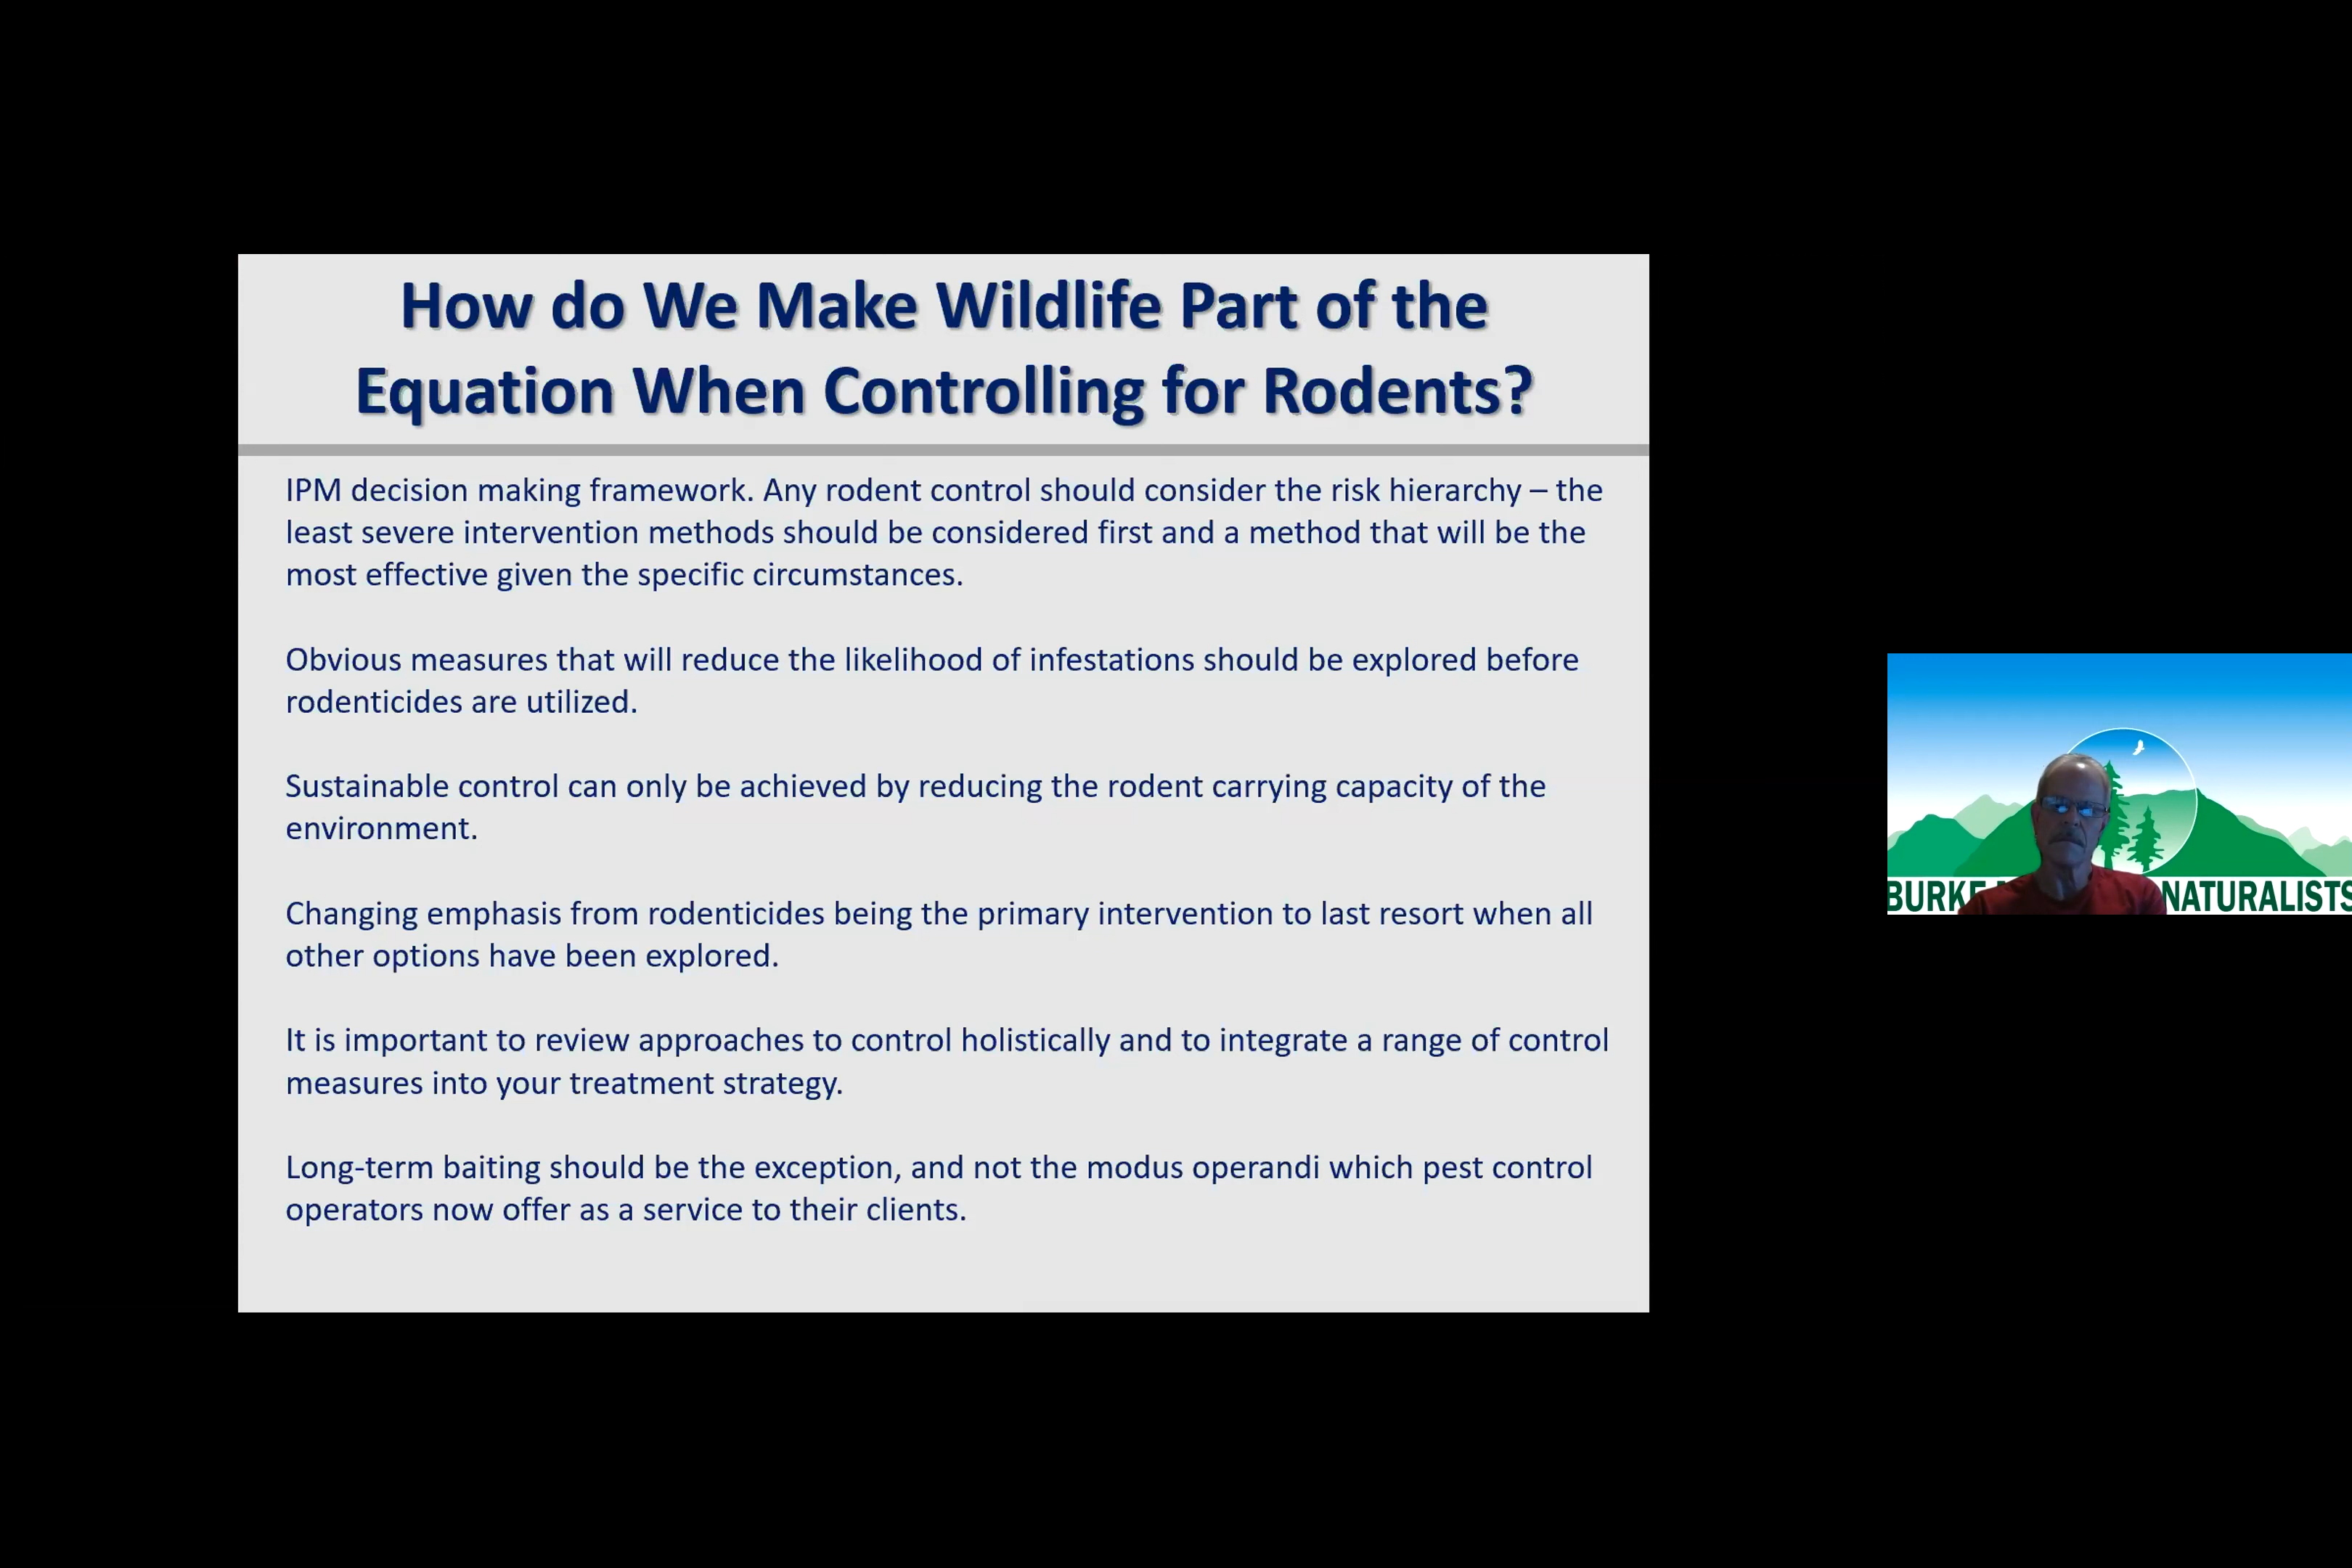 How do We Make Wildlife Part of the
Equation When Controlling for Rodents?
IPM decision making framework. Any rodent control should consider the risk hierarchy – the
least severe intervention methods should be considered first and a method that will be the
most effective given the specific circumstances.
Obvious measures that will reduce the likelihood of infestations should be explored before
rodenticides are utilized.
Sustainable control can only be achieved by reducing the rodent carrying capacity of the
environment.
Changing emphasis from rodenticides being the primary intervention to last resort when all
other options have been explored.
It is important to review approaches to control holistically and to integrate a range of control
measures into your treatment strategy.
Long-term baiting should be the exception, and not the modus operandi which pest control
operators now offer as a service to their clients.
BURKE NATURALISTS